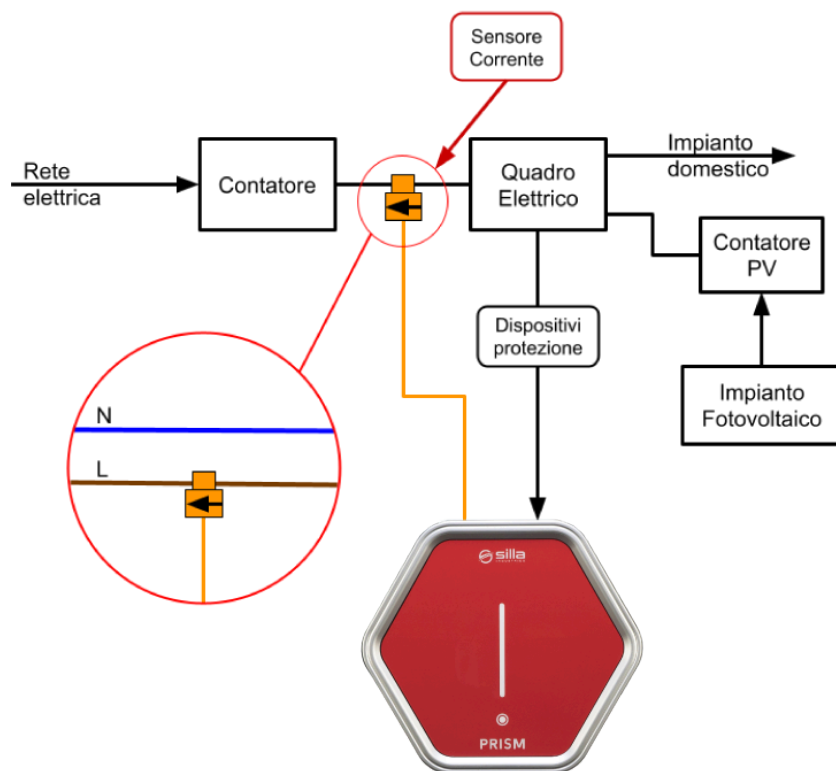 Sensore
Corrente
Rete
elettrica
Contatore
Quadro
Elettrico
Impianto
domestico
Contatore
PV
Dispositivi
protezione
Impianto
Fotovoltaico
N
L
silla
PRISM